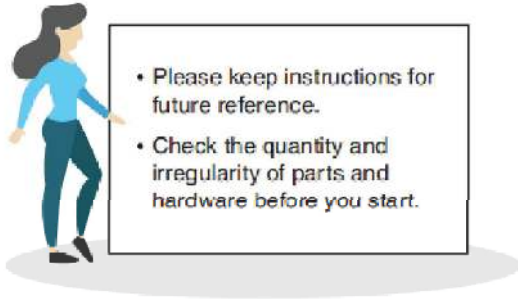 • Please keep instructions for
future reference.
• Check the quantity and
irregularity of parts and
hardware before you start.